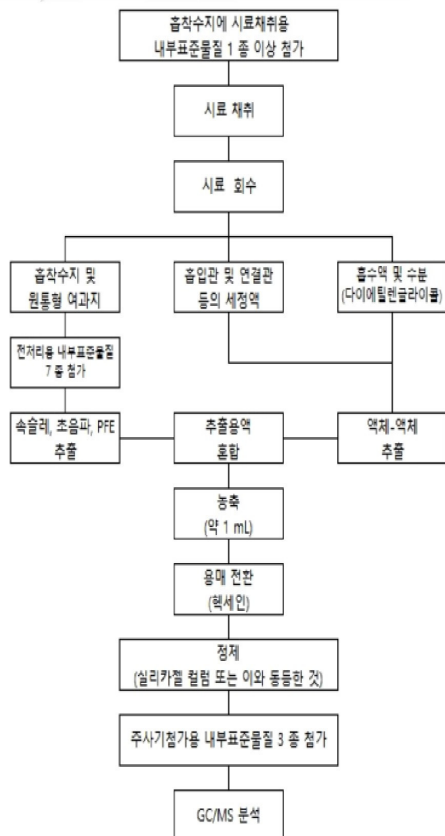 흡착수지에 시료채취용
내부표준물질 1 종 이상 첨가
시료 채취
시료 회수
흡착수지 및
원통형 여과지
흡입관 및 연결관
등의 세정액
흡수액 및 수분
(다이에틸렌글라이콜)
전처리용 내부표준물질
7 종 첨가
속슬레, 초음파, PFE
추출
추출용액
혼합
액체-액체
추출
농축
(약 1 mL)
용매 전환
(헥세인)
정제
(실리카겔 컬럼 또는 이와 동등한 것)
주사기첨가용 내부표준물질 3 종 첨가
GC/MS 분석